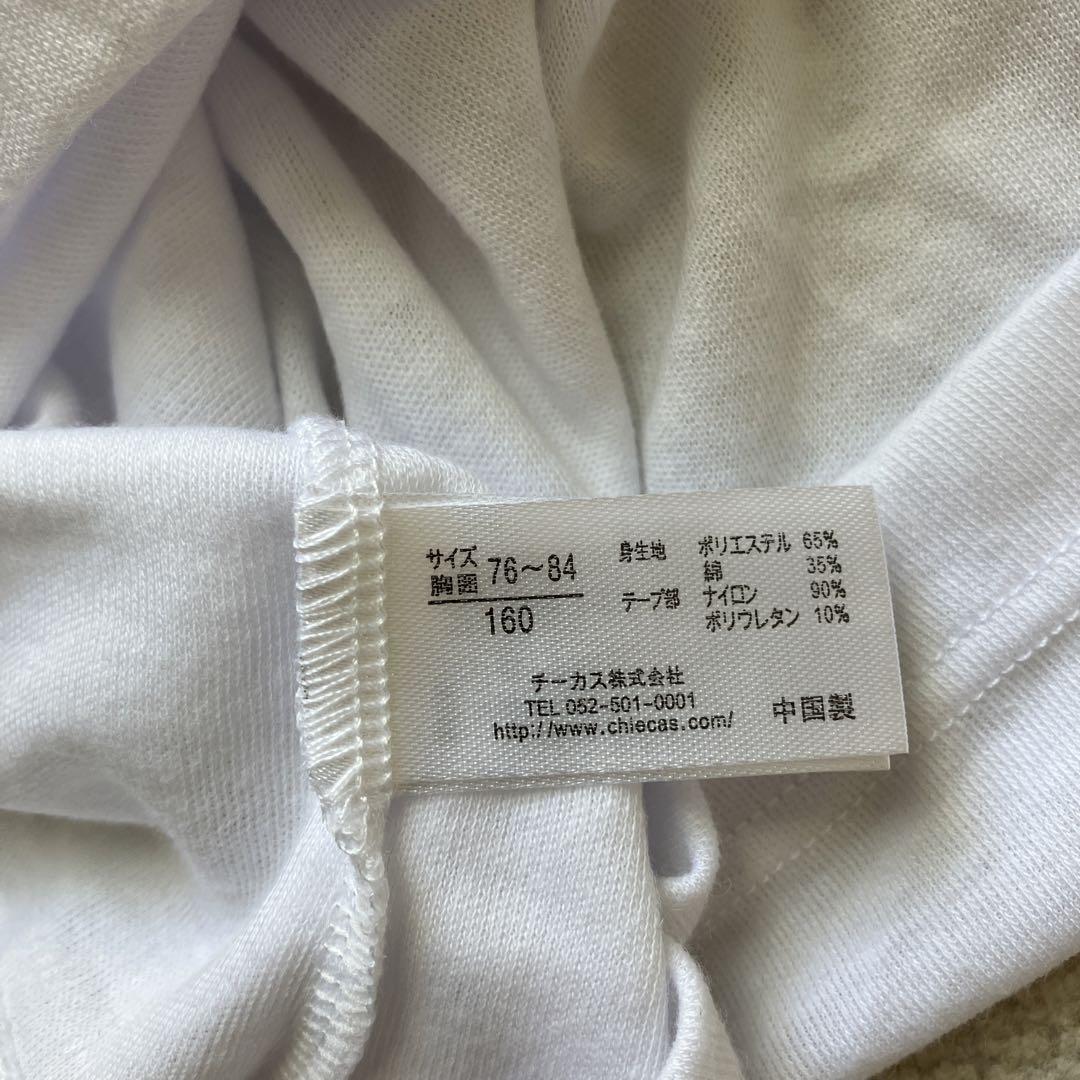 サイズ
胸囲 76～84
160
身生地 ポリエステル 65%
綿 35%
テープ部 ナイロン 90%
ポリウレタン 10%
チーカス株式会社
TEL 052-501-0001
http://www.chiecas.com/
中国製